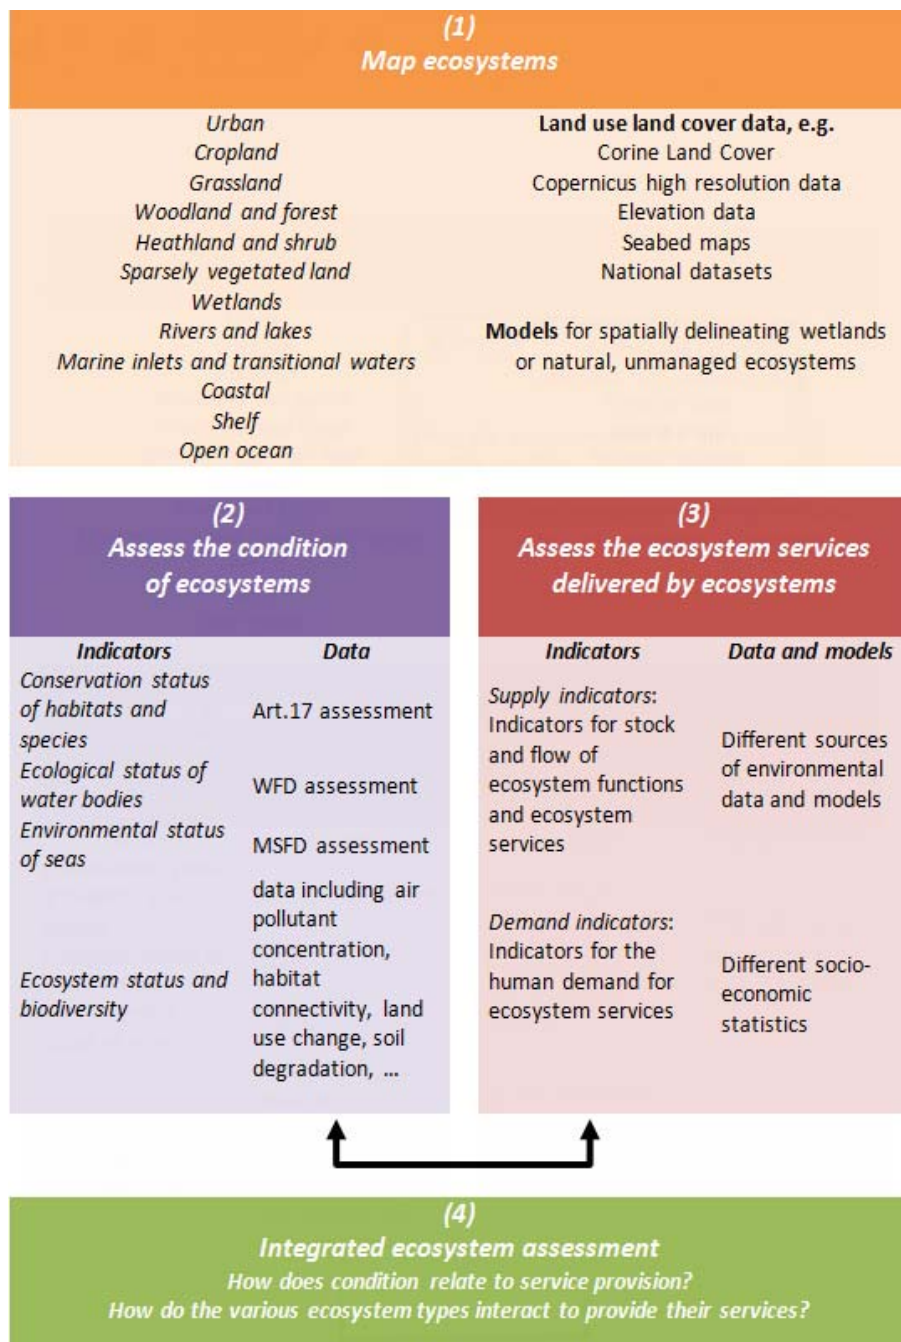 (1)
Map ecosystems
Urban
Cropland
Grassland
Woodland and forest
Heathland and shrub
Sparsely vegetated land
Wetlands
Rivers and lakes
Marine inlets and transitional waters
Coastal
Shelf
Open ocean
Land use land cover data, e.g.
Corine Land Cover
Copernicus high resolution data
Elevation data
Seabed maps
National datasets
Models for spatially delineating wetlands
or natural, unmanaged ecosystems
(2)
Assess the condition
of ecosystems
Indicators
Data
Conservation status
of habitats and
species
Art.17 assessment
Ecological status of
water bodies
WFD assessment
Environmental status
of seas
MSFD assessment
Ecosystem status and
biodiversity
data including air
pollutant
concentration,
habitat
connectivity, land
use change, soil
degradation, ...
(3)
Assess the ecosystem services
delivered by ecosystems
Indicators
Data and models
Supply indicators:
Indicators for stock
and flow of
ecosystem functions
and ecosystem
services
Different sources
of environmental
data and models
Demand indicators:
Indicators for the
human demand for
ecosystem services
Different socio-
economic
statistics
(4)
Integrated ecosystem assessment
How does condition relate to service provision?
How do the various ecosystem types interact to provide their services?